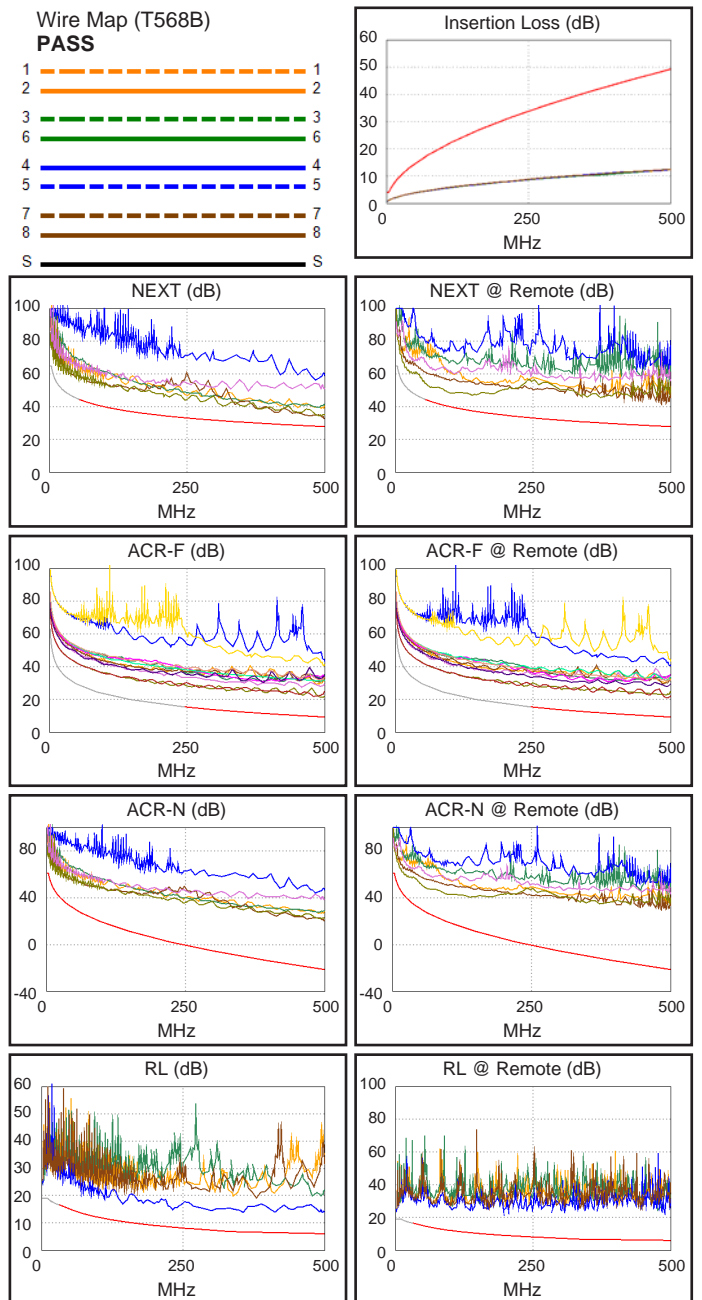 Wire Map (T568B)
PASS
1 1
2 2
3 3
6 6
4 4
5 5
7 7
8 8
S S
Insertion Loss (dB)
60
50
40
30
20
10
0
0 250 500
MHz
NEXT (dB)
100
80
60
40
20
0
0 250 500
MHz
NEXT @ Remote (dB)
100
80
60
40
20
0
0 250 500
MHz
ACR-F (dB)
100
80
60
40
20
0
0 250 500
MHz
ACR-F @ Remote (dB)
100
80
60
40
20
0
0 250 500
MHz
ACR-N (dB)
80
40
0
-40
0 250 500
MHz
ACR-N @ Remote (dB)
80
40
0
-40
0 250 500
MHz
RL (dB)
60
50
40
30
20
10
0
0 250 500
MHz
RL @ Remote (dB)
100
80
60
40
20
0
0 250 500
MHz